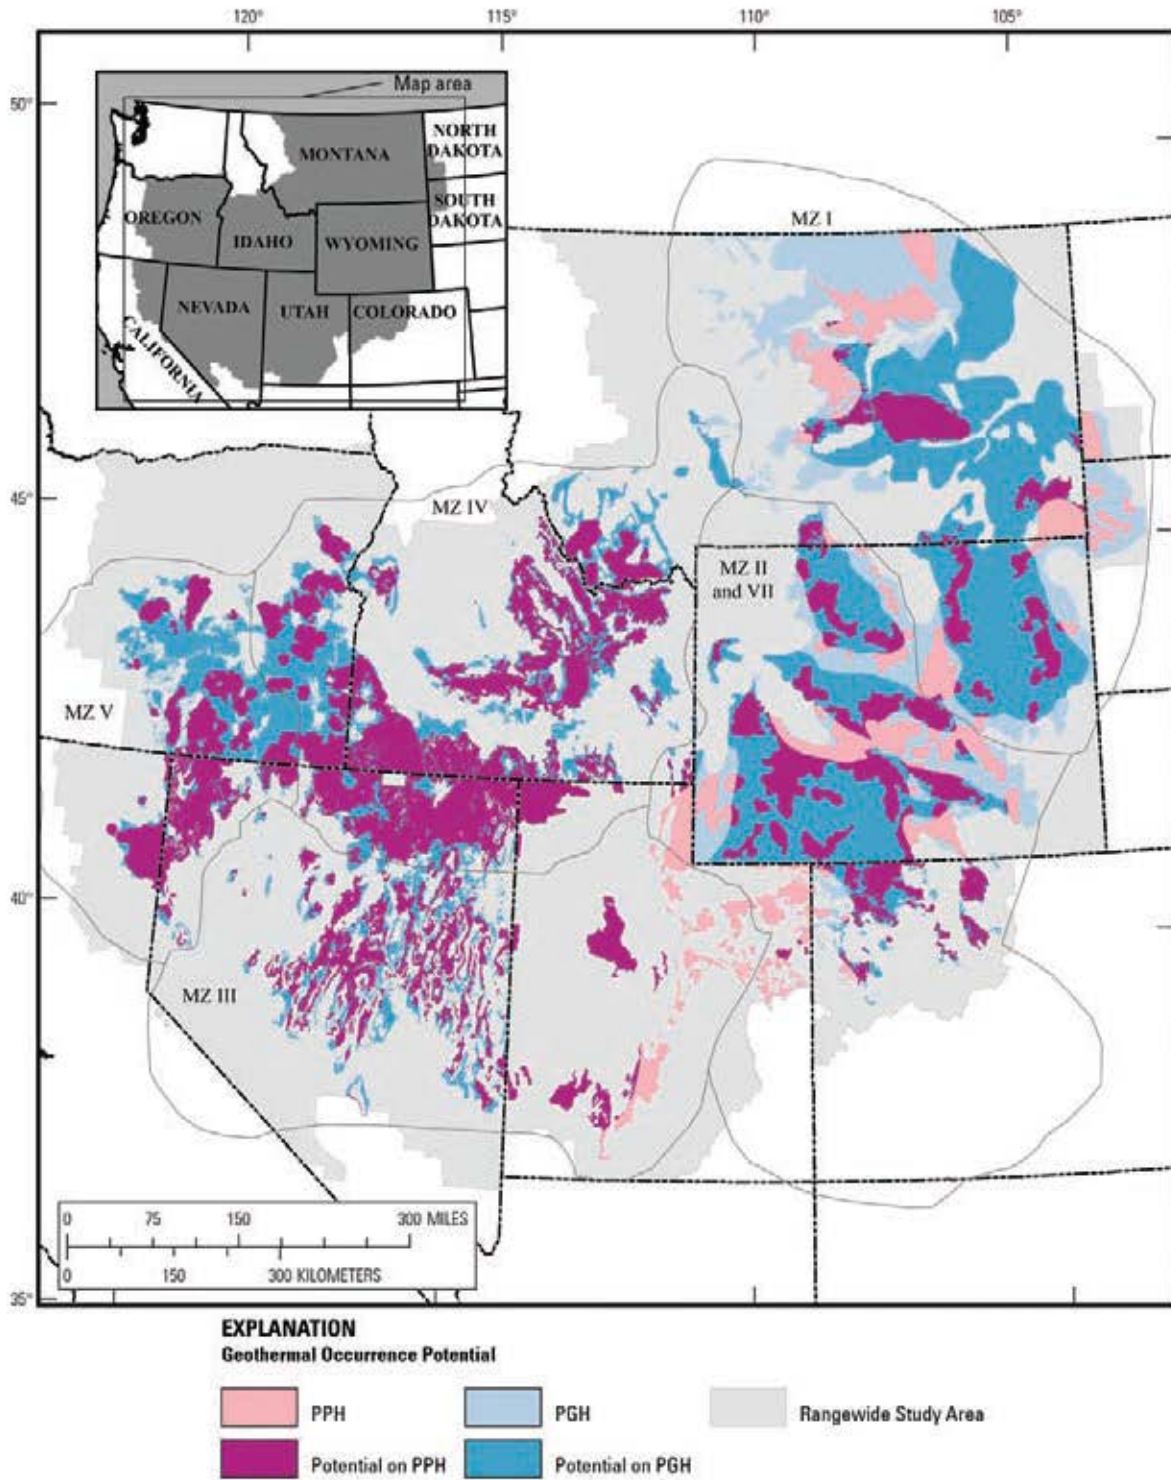 120°
115°
110°
105°
50°
Map area
NORTH
DAKOTA
MONTANA
SOUTH
DAKOTA
OREGON
IDAHO
WYOMING
NEVADA
UTAH
COLORADO
CALIFORNIA
MZ I
45°
MZ IV
MZ II
and VII
MZ V
40°
MZ III
0 75 150 300 MILES
0 150 300 KILOMETERS
35°
EXPLANATION
Geothermal Occurrence Potential
PPH
PGH
Rangewide Study Area
Potential on PPH
Potential on PGH